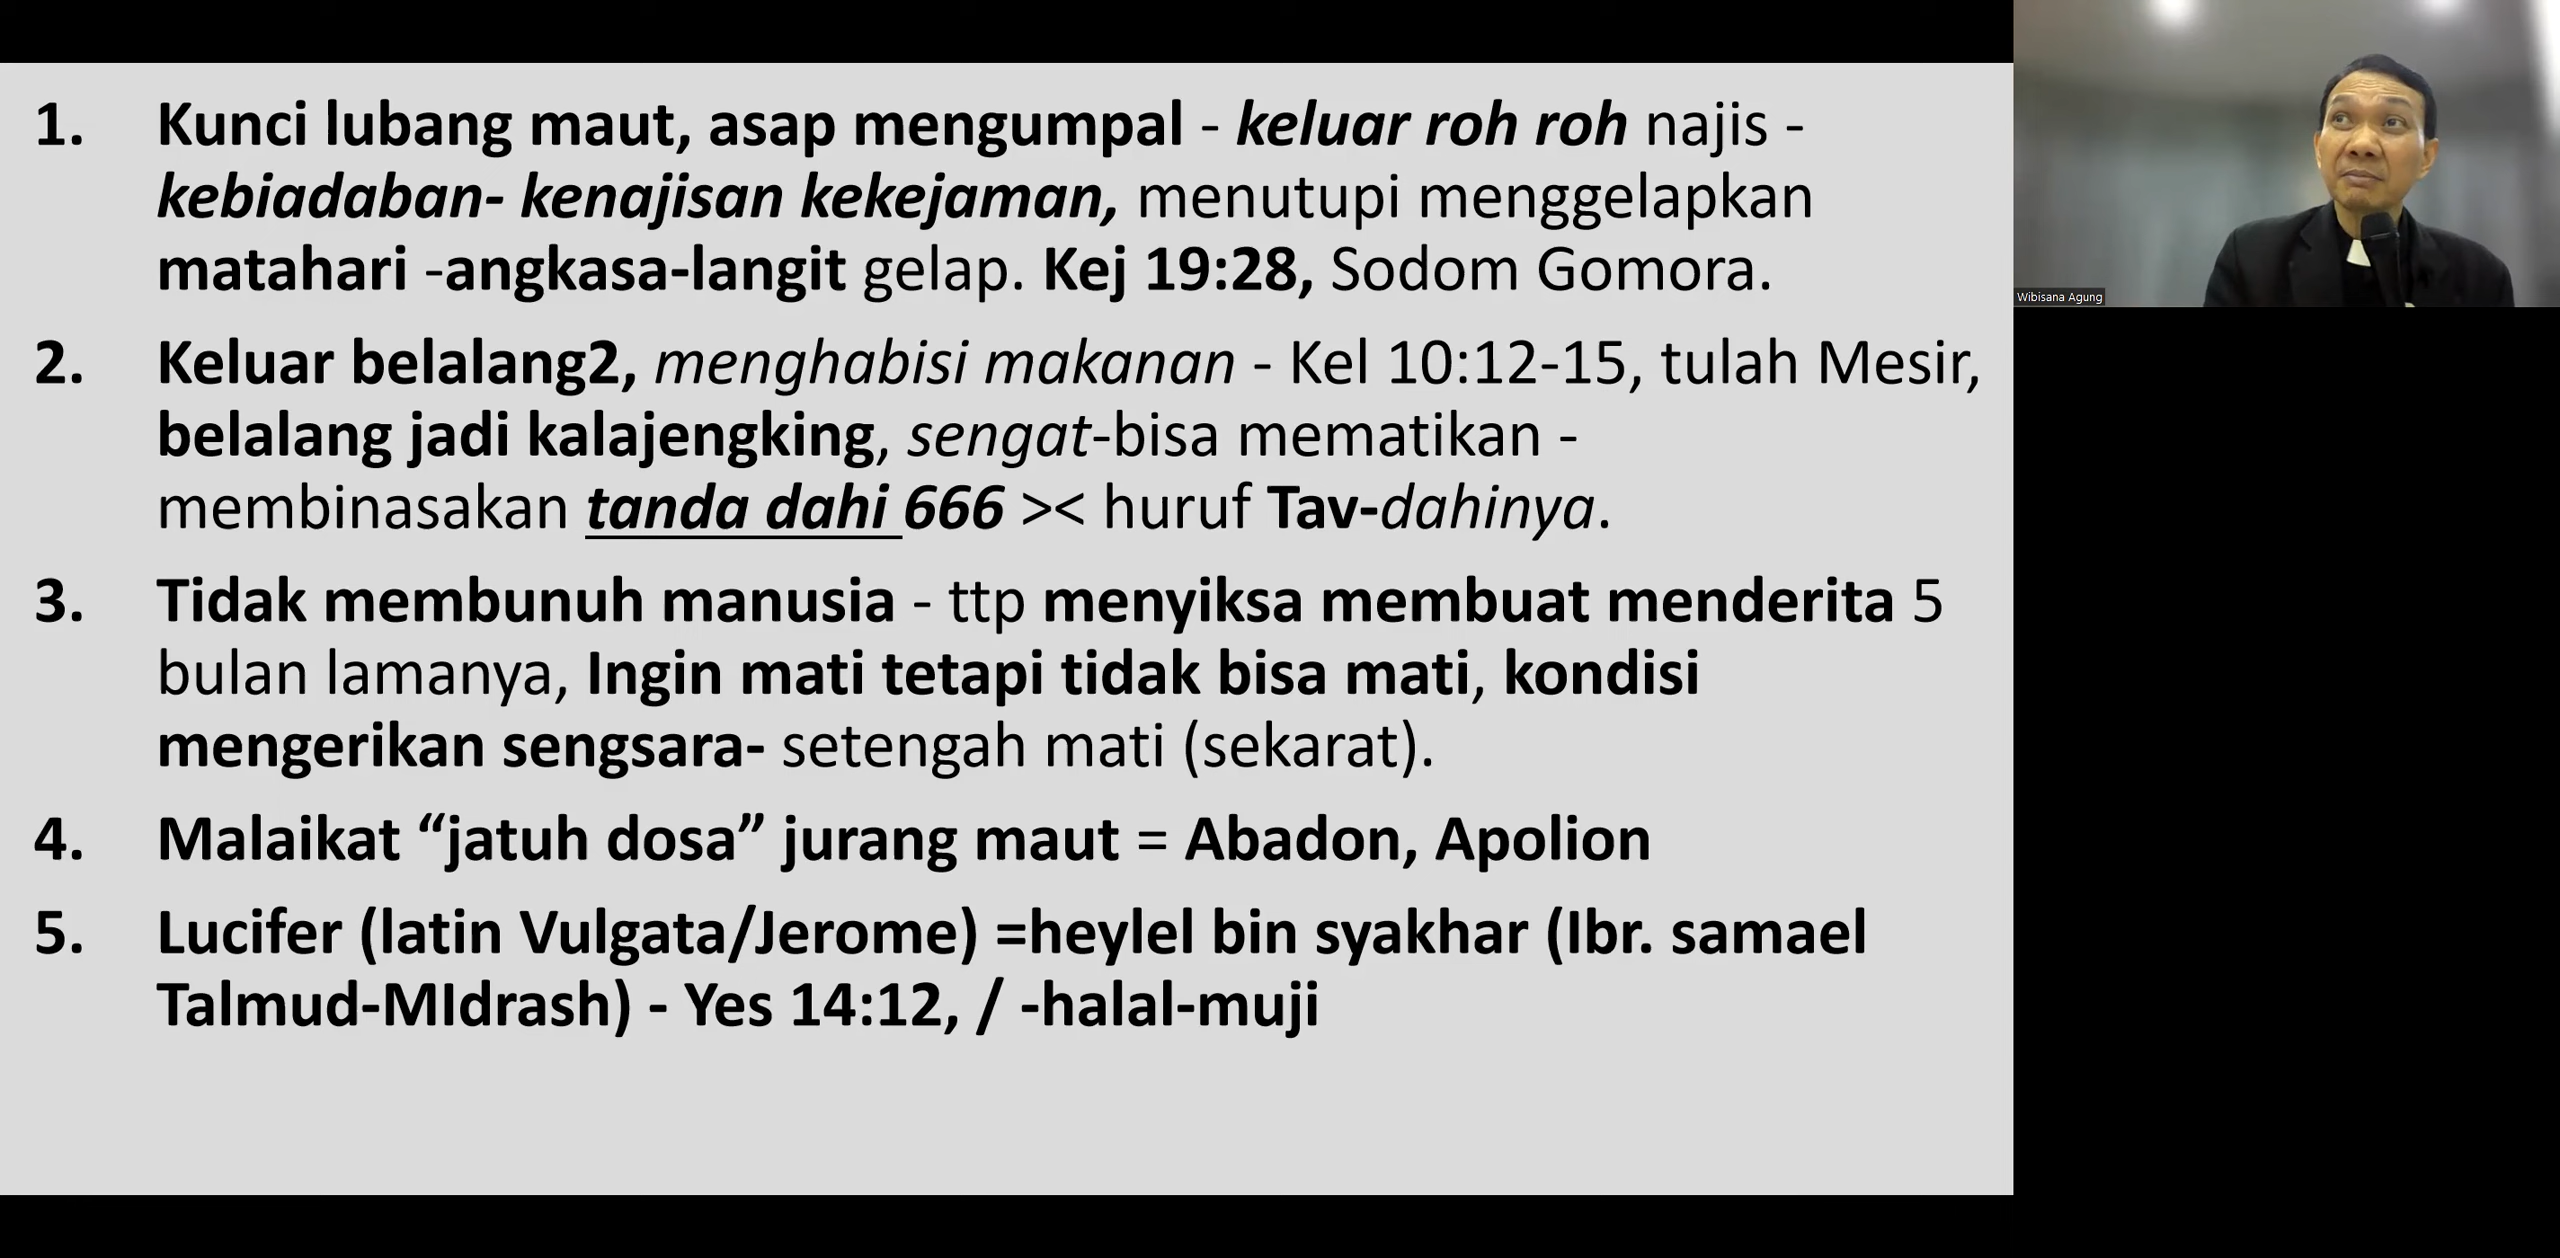 1. Kunci lubang maut, asap mengumpal - keluar roh roh najis -
kebiadaban- kenajisan kekejaman, menutupi menggelapkan
matahari -angkasa-langit gelap. Kej 19:28, Sodom Gomora.
2. Keluar belalang2, menghabisi makanan - Kel 10:12-15, tulah Mesir,
belalang jadi kalajengking, sengat-bisa mematikan -
membinasakan tanda dahi 666 >< huruf Tav-dahinya.
3. Tidak membunuh manusia - ttp menyiksa membuat menderita 5
bulan lamanya, Ingin mati tetapi tidak bisa mati, kondisi
mengerikan sengsara- setengah mati (sekarat).
4. Malaikat “jatuh dosa” jurang maut = Abadon, Apolion
5. Lucifer (latin Vulgata/Jerome) =heylel bin syakhar (Ibr. samael
Talmud-MIdrash) - Yes 14:12, / -halal-muji
Wibisana Agung